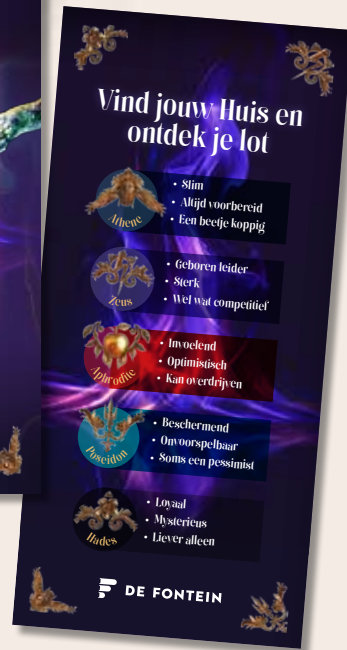 Vind jouw Huis en
ontdek je lot
• Slim
• Altijd voorbereid
• Een beetje koppig
Athene
• Geboren leider
• Sterk
• Wel wat competitief
Zeus
• Invoelend
• Optimistisch
• Kan overdrijven
Aphrodite
• Beschermend
• Onvoorspelbaar
• Soms een pessimist
Poseidon
• Loyaal
• Mysterieus
• Liever alleen
Hades
DE FONTEIN